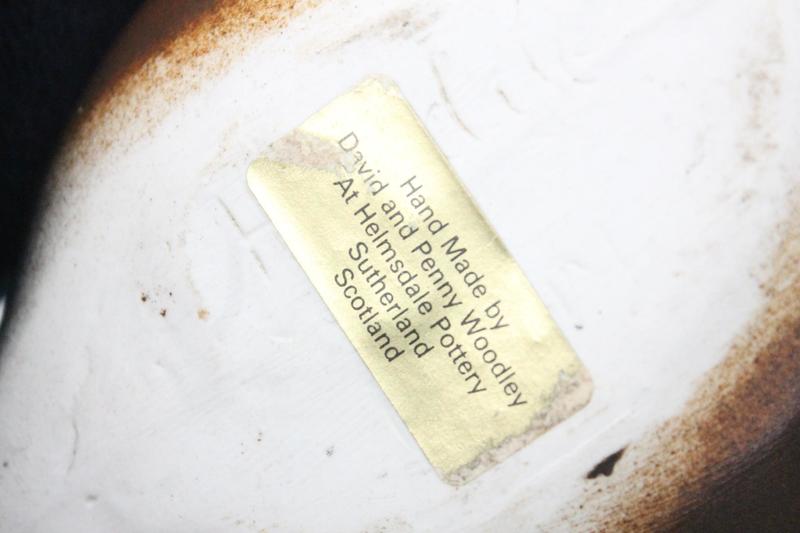 Hand Made by
David and Penny Woodley
At Helmsdale Pottery
Sutherland
Scotland